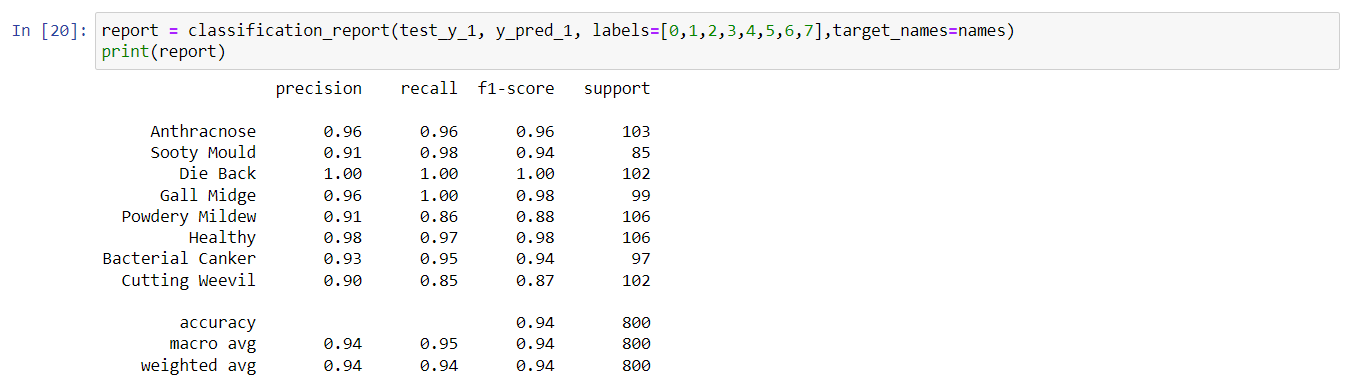 In [20]: report = classification_report(test_y_1, y_pred_1, labels=[0,1,2,3,4,5,6,7],target_names=names)
print(report)
precision recall f1-score support
Anthracnose 0.96 0.96 0.96 103
Sooty Mould 0.91 0.98 0.94 85
Die Back 1.00 1.00 1.00 102
Gall Midge 0.96 1.00 0.98 99
Powdery Mildew 0.91 0.86 0.88 106
Healthy 0.98 0.97 0.98 106
Bacterial Canker 0.93 0.95 0.94 97
Cutting Weevil 0.90 0.85 0.87 102
accuracy 0.94 800
macro avg 0.94 0.95 0.94 800
weighted avg 0.94 0.94 0.94 800